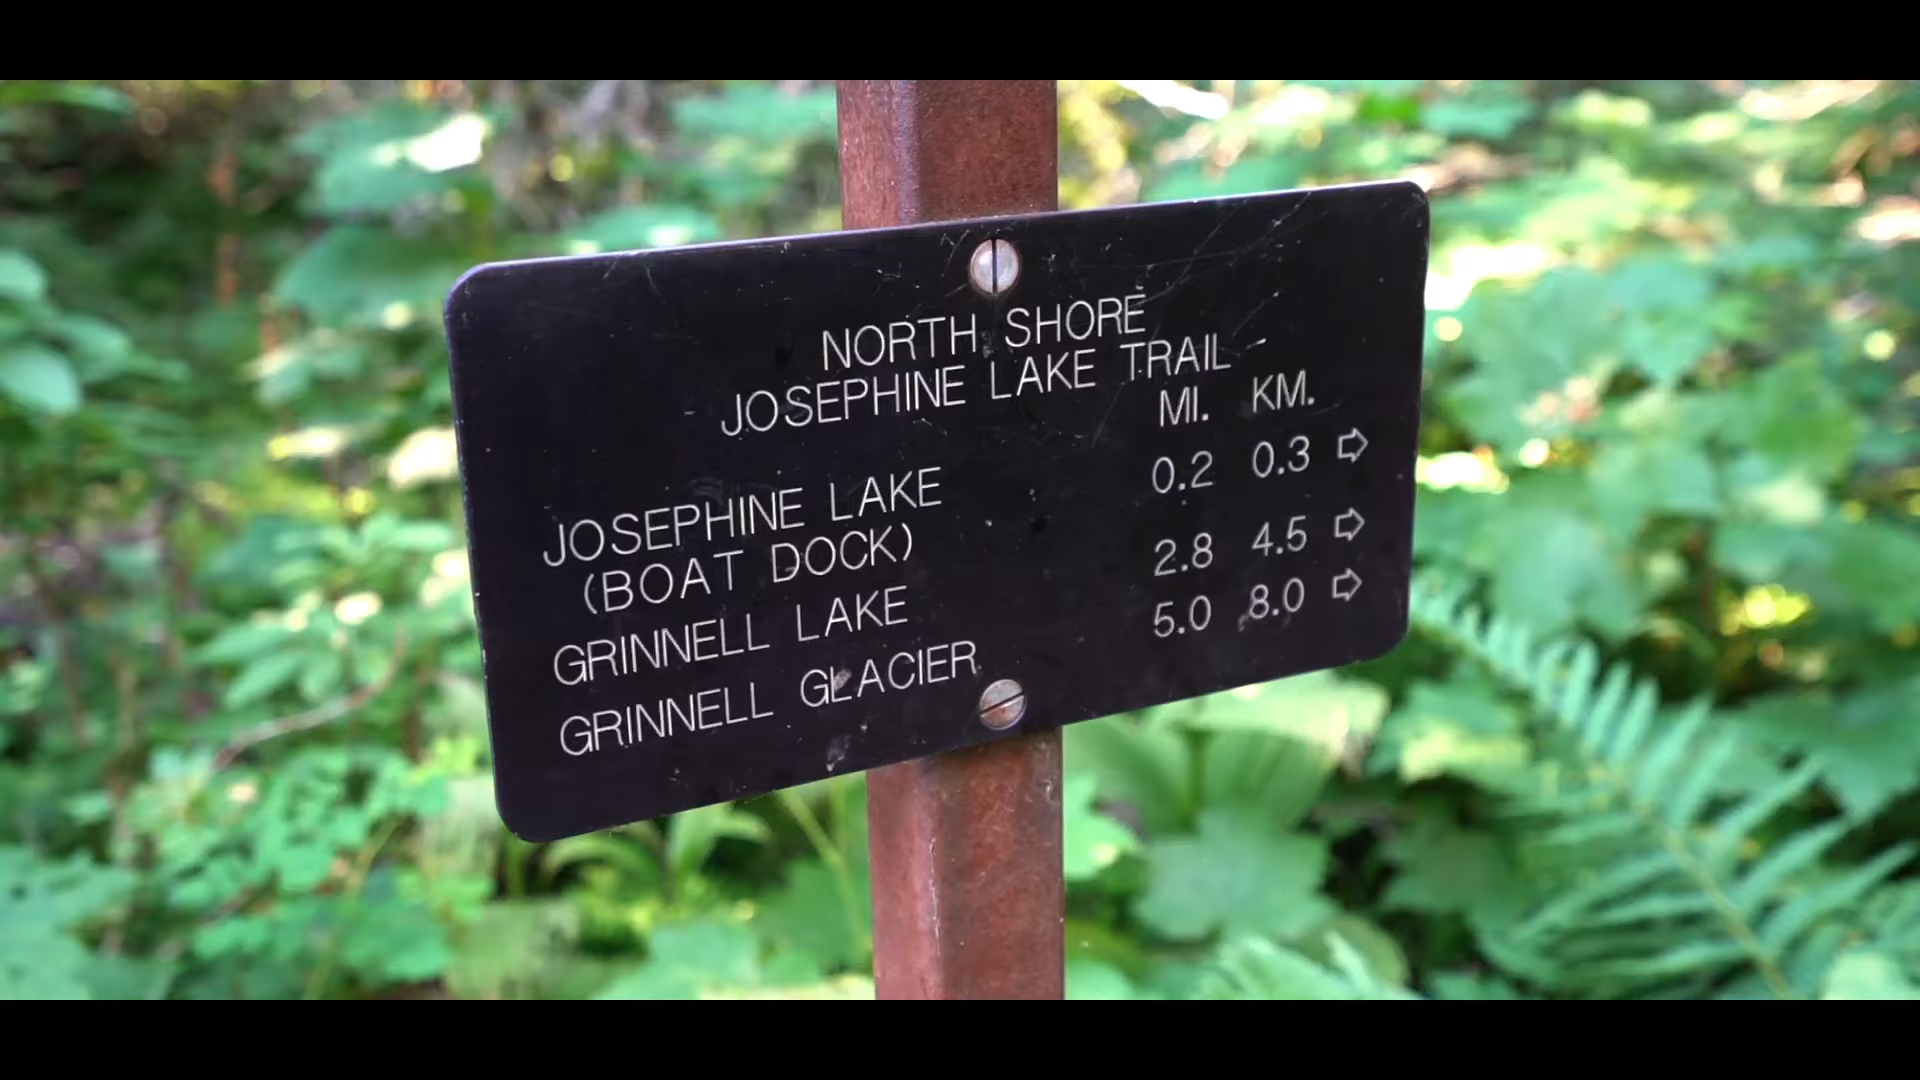 NORTH SHORE
JOSEPHINE LAKE TRAIL
MI. KM.
JOSEPHINE LAKE 0.2 0.3 ⇨
(BOAT DOCK)
GRINNELL LAKE 2.8 4.5 ⇨
GRINNELL GLACIER 5.0 8.0 ⇨